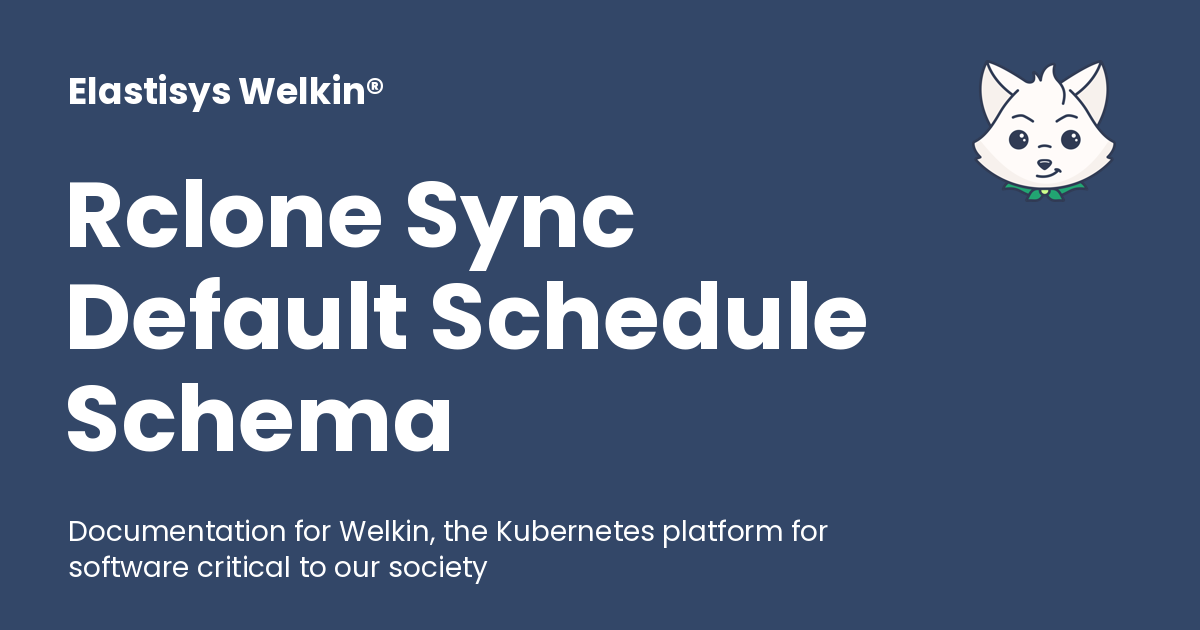 Elastisys Welkin®
Rclone Sync
Default Schedule
Schema
Documentation for Welkin, the Kubernetes platform for
software critical to our society